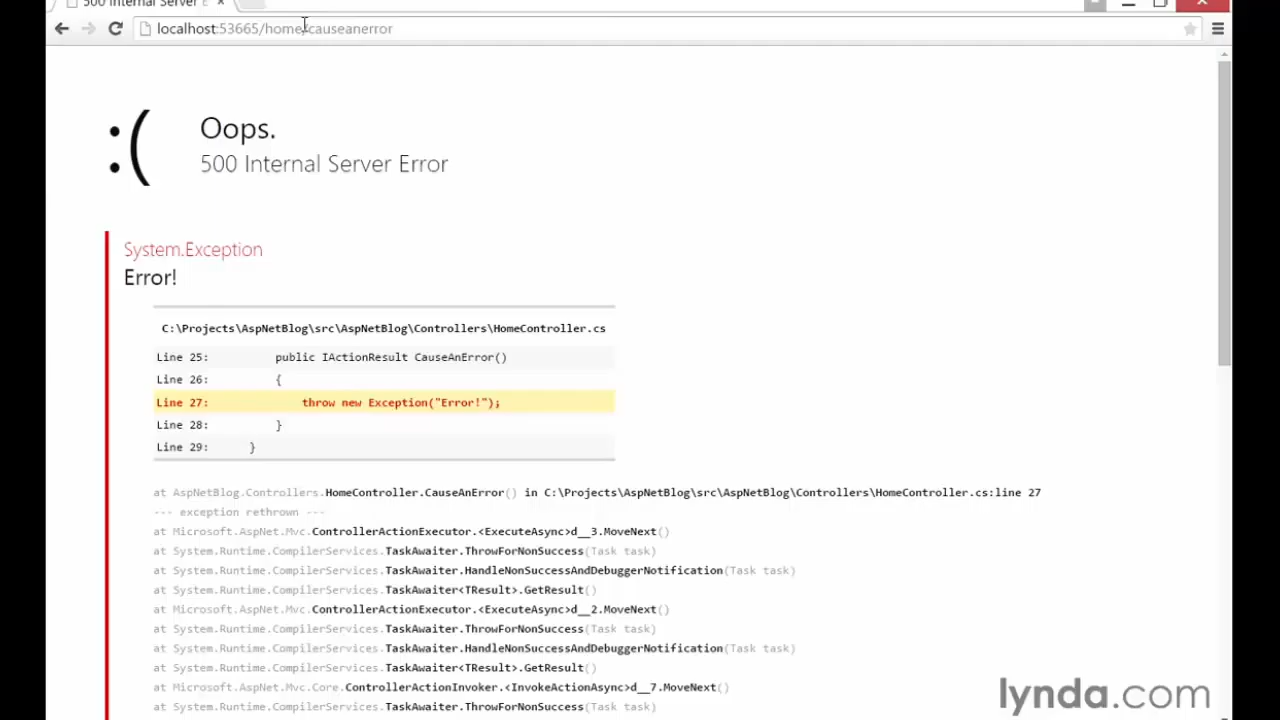 500 Internal Server E
localhost:53665/home/causeanerror
:(
Oops.
500 Internal Server Error
System.Exception
Error!
C:\Projects\AspNetBlog\src\AspNetBlog\Controllers\HomeController.cs
Line 25: public IActionResult CauseAnError()
Line 26: {
Line 27: throw new Exception("Error!");
Line 28: }
Line 29: }
at AspNetBlog.Controllers.HomeController.CauseAnError() in C:\Projects\AspNetBlog\src\AspNetBlog\Controllers\HomeController.cs:line 27
--- exception rethrown ---
at Microsoft.AspNet.Mvc.ControllerActionExecutor.<ExecuteAsync>d__3.MoveNext()
at System.Runtime.CompilerServices.TaskAwaiter.ThrowForNonSuccess(Task task)
at System.Runtime.CompilerServices.TaskAwaiter.HandleNonSuccessAndDebuggerNotification(Task task)
at System.Runtime.CompilerServices.TaskAwaiter<TResult>.GetResult()
at Microsoft.AspNet.Mvc.ControllerActionExecutor.<ExecuteAsync>d__2.MoveNext()
at System.Runtime.CompilerServices.TaskAwaiter.ThrowForNonSuccess(Task task)
at System.Runtime.CompilerServices.TaskAwaiter.HandleNonSuccessAndDebuggerNotification(Task task)
at System.Runtime.CompilerServices.TaskAwaiter<TResult>.GetResult()
at Microsoft.AspNet.Mvc.Core.ControllerActionInvoker.<InvokeActionAsync>d__7.MoveNext()
at System.Runtime.CompilerServices.TaskAwaiter.ThrowForNonSuccess(Task task)
lynda.com